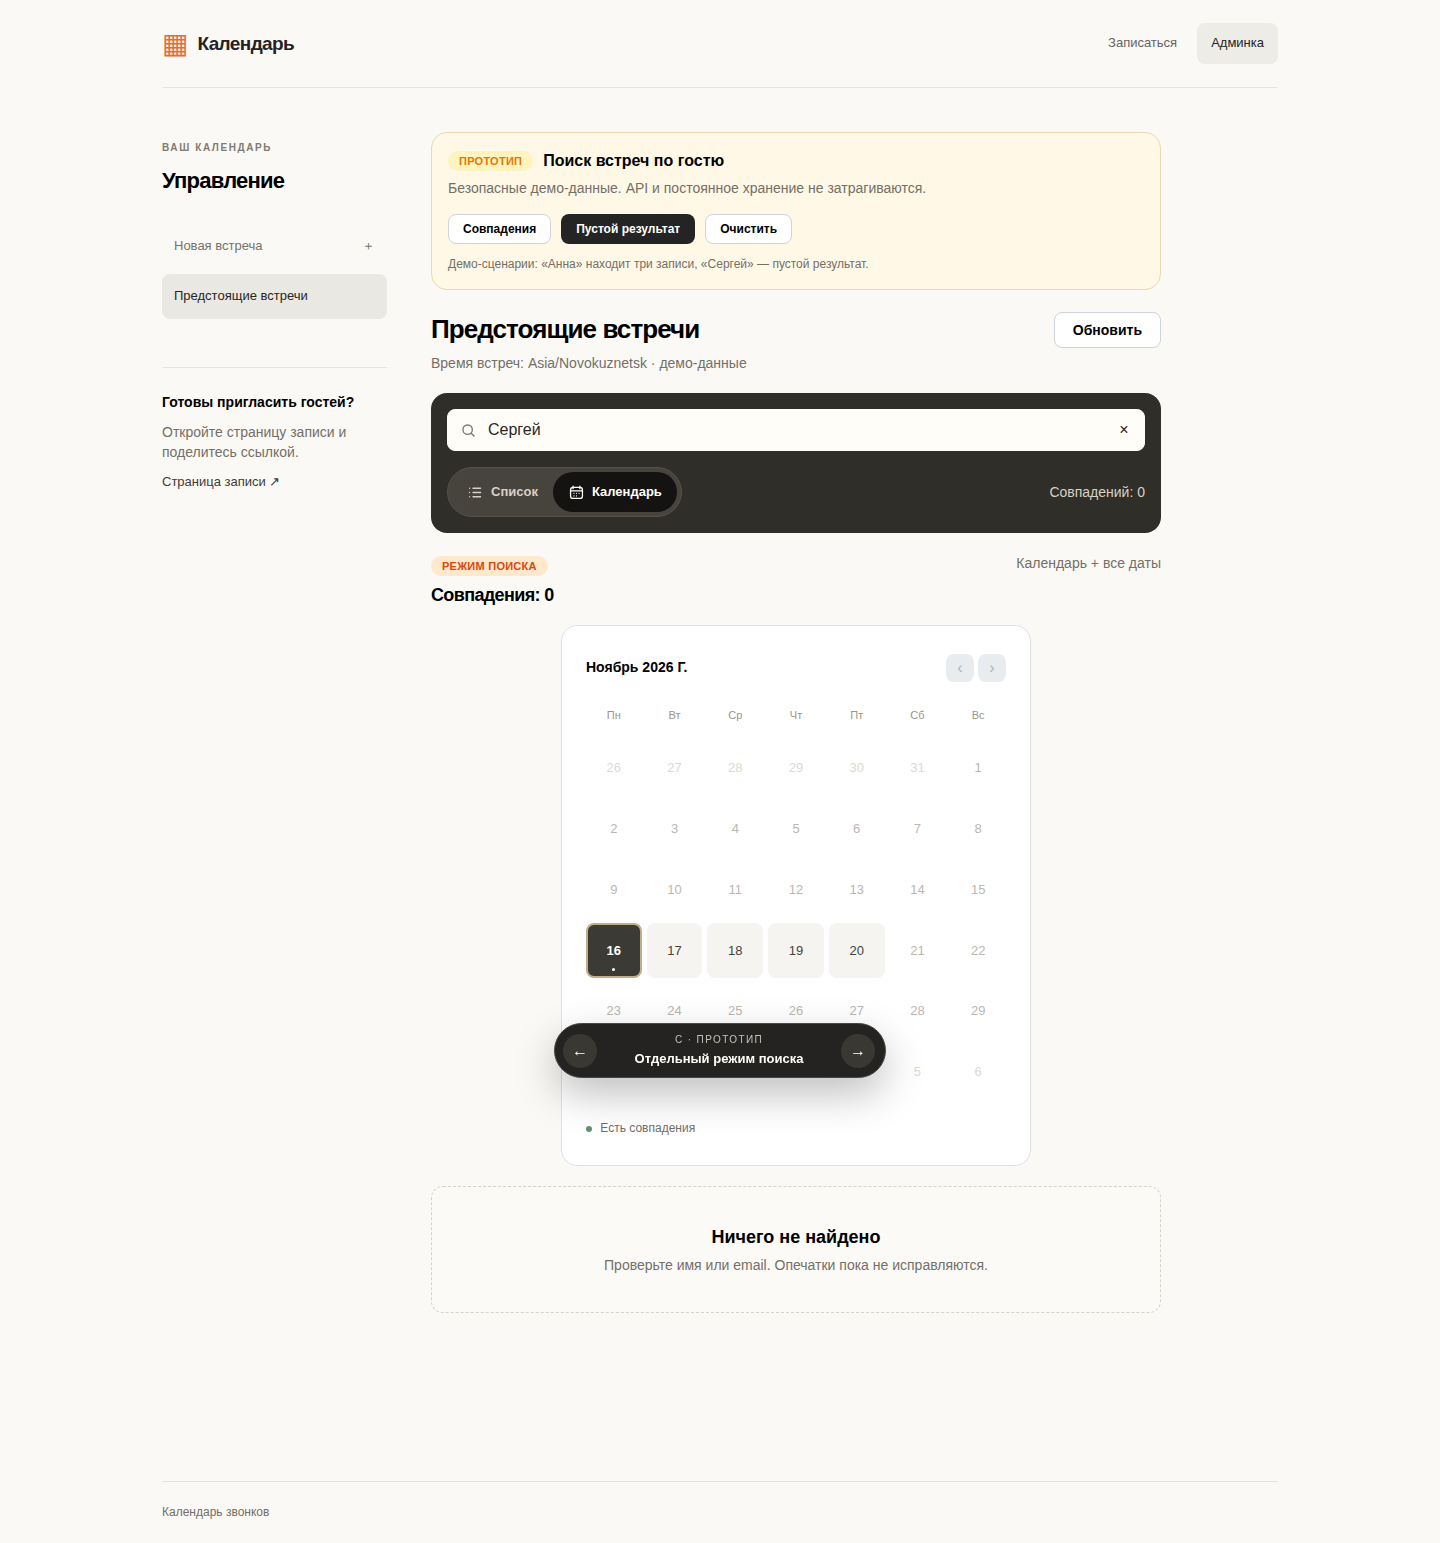 Календарь
Записаться
Админка
ВАШ КАЛЕНДАРЬ
Управление
Новая встреча +
Предстоящие встречи
Готовы пригласить гостей?
Откройте страницу записи и
поделитесь ссылкой.
Страница записи ↗
ПРОТОТИП Поиск встреч по гостю
Безопасные демо-данные. API и постоянное хранение не затрагиваются.
Совпадения Пустой результат Очистить
Демо-сценарии: «Анна» находит три записи, «Сергей» — пустой результат.
Предстоящие встречи
Обновить
Время встреч: Asia/Novokuznetsk · демо-данные
Сергей ×
Список Календарь Совпадений: 0
РЕЖИМ ПОИСКА Календарь + все даты
Совпадения: 0
Ноябрь 2026 Г. ‹ ›
Пн Вт Ср Чт Пт Сб Вс
26 27 28 29 30 31 1
2 3 4 5 6 7 8
9 10 11 12 13 14 15
16 17 18 19 20 21 22
23 24 25 26 27 28 29
← С · ПРОТОТИП →
Отдельный режим поиска
5 6
Есть совпадения
Ничего не найдено
Проверьте имя или email. Опечатки пока не исправляются.
Календарь звонков